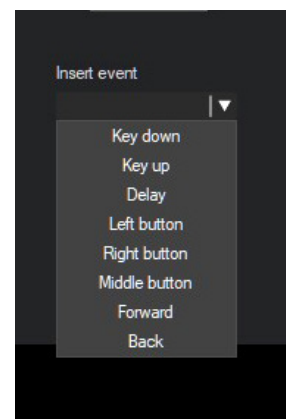 Insert event
Key down
Key up
Delay
Left button
Right button
Middle button
Forward
Back